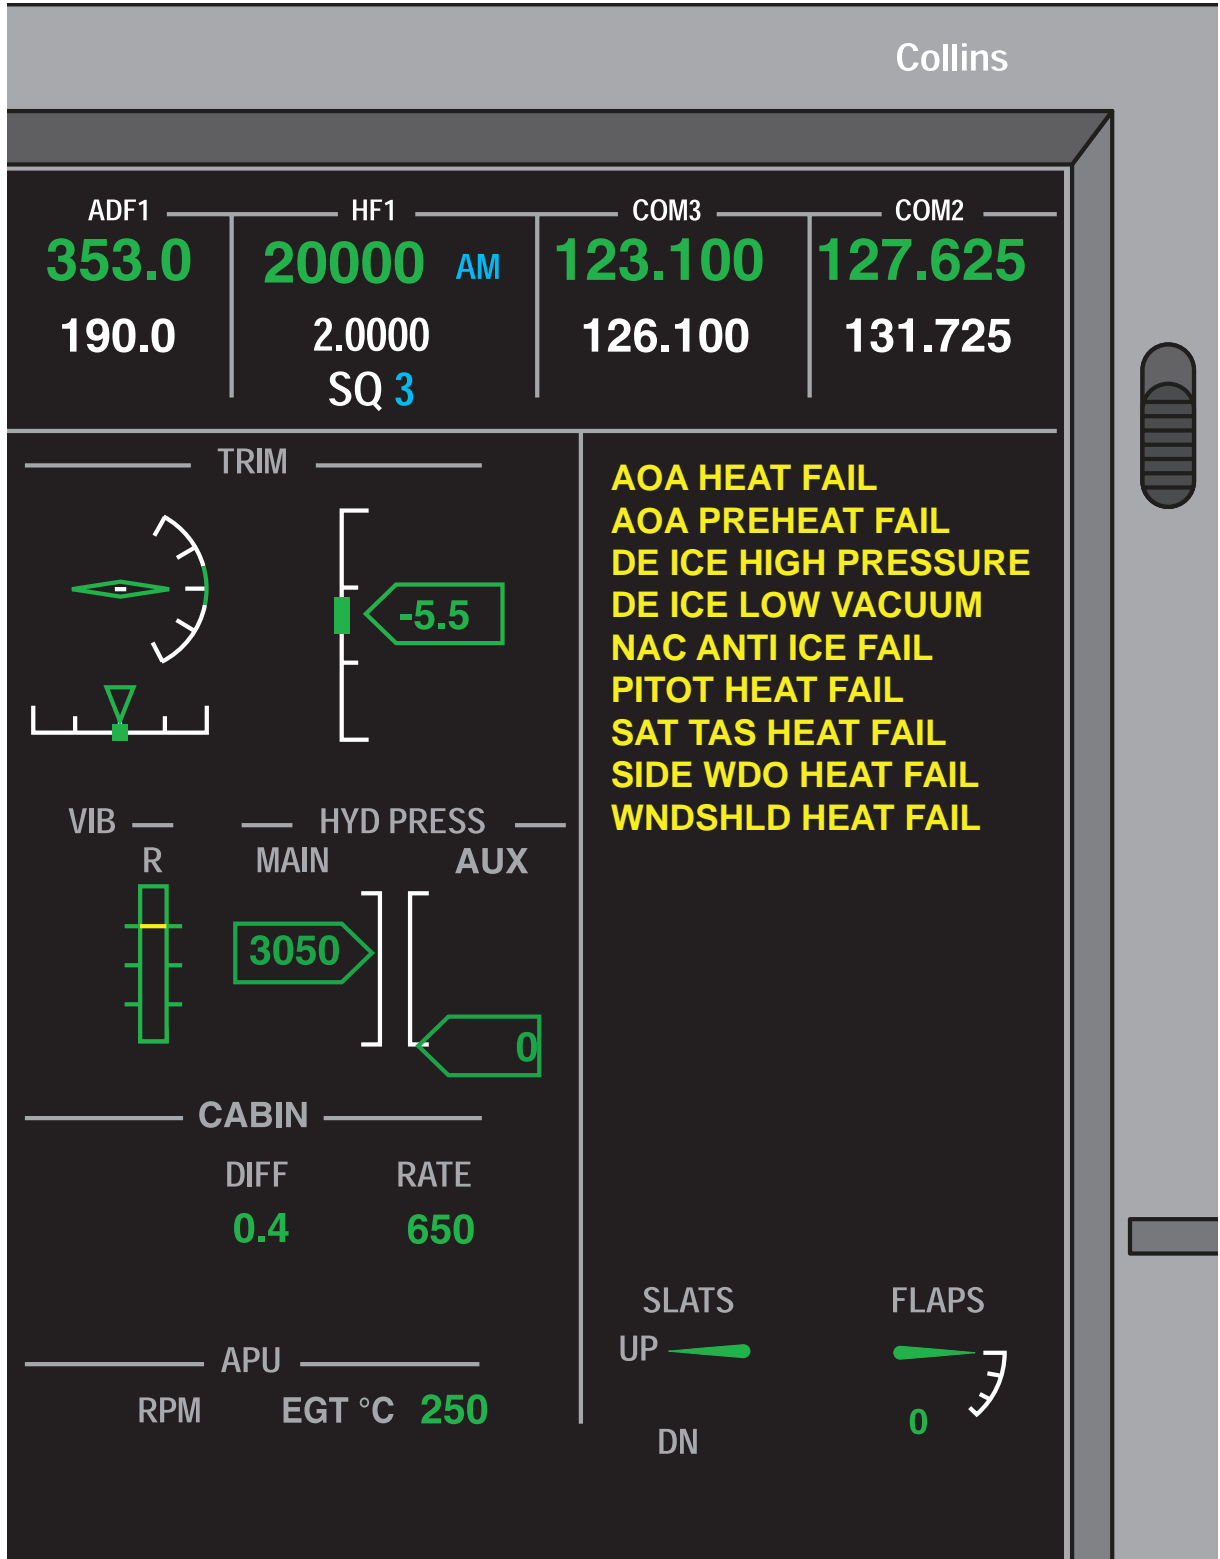 Collins
ADF1 HF1 COM3 COM2
353.0 20000 AM 123.100 127.625
190.0 2.0000 126.100 131.725
SQ 3
TRIM
-5.5
AOA HEAT FAIL
AOA PREHEAT FAIL
DE ICE HIGH PRESSURE
DE ICE LOW VACUUM
NAC ANTI ICE FAIL
PITOT HEAT FAIL
SAT TAS HEAT FAIL
SIDE WDO HEAT FAIL
WNDSHLD HEAT FAIL
VIB HYD PRESS
R MAIN AUX
3050
0
CABIN
DIFF RATE
0.4 650
APU
RPM EGT °C 250
SLATS FLAPS
UP
0
DN